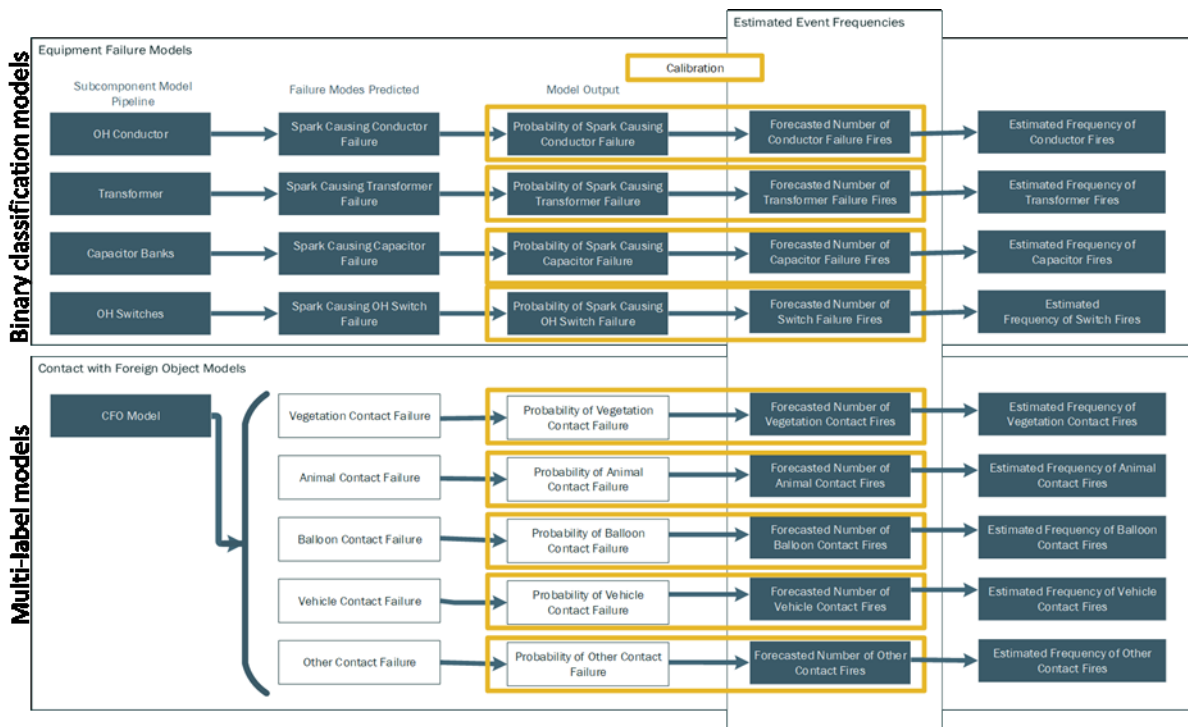 Estimated Event Frequencies
Binary classification models
Equipment Failure Models
Calibration
Subcomponent Model
Pipeline
Failure Modes Predicted
Model Output
OH Conductor
Spark Causing Conductor
Failure
Probability of Spark Causing
Conductor Failure
Forecasted Number of
Conductor Failure Fires
Estimated Frequency of
Conductor Fires
Transformer
Spark Causing Transformer
Failure
Probability of Spark Causing
Transformer Failure
Forecasted Number of
Transformer Failure Fires
Estimated Frequency of
Transformer Fires
Capacitor Banks
Spark Causing Capacitor
Failure
Probability of Spark Causing
Capacitor Failure
Forecasted Number of
Capacitor Failure Fires
Estimated Frequency of
Capacitor Fires
OH Switches
Spark Causing OH Switch
Failure
Probability of Spark Causing
OH Switch Failure
Forecasted Number of
Switch Failure Fires
Estimated
Frequency of Switch Fires
Multi-label models
Contact with Foreign Object Models
CFO Model
Vegetation Contact Failure
Probability of Vegetation
Contact Failure
Forecasted Number of
Vegetation Contact Fires
Estimated Frequency of
Vegetation Contact Fires
Animal Contact Failure
Probability of Animal
Contact Failure
Forecasted Number of
Animal Contact Fires
Estimated Frequency of Animal
Contact Fires
Balloon Contact Failure
Probability of Balloon
Contact Failure
Forecasted Number of
Balloon Contact Fires
Estimated Frequency of Balloon
Contact Fires
Vehicle Contact Failure
Probability of Vehicle
Contact Failure
Forecasted Number of
Vehicle Contact Fires
Estimated Frequency of Vehicle
Contact Fires
Other Contact Failure
Probability of Other Contact
Failure
Forecasted Number of Other
Contact Fires
Estimated Frequency of Other
Contact Fires